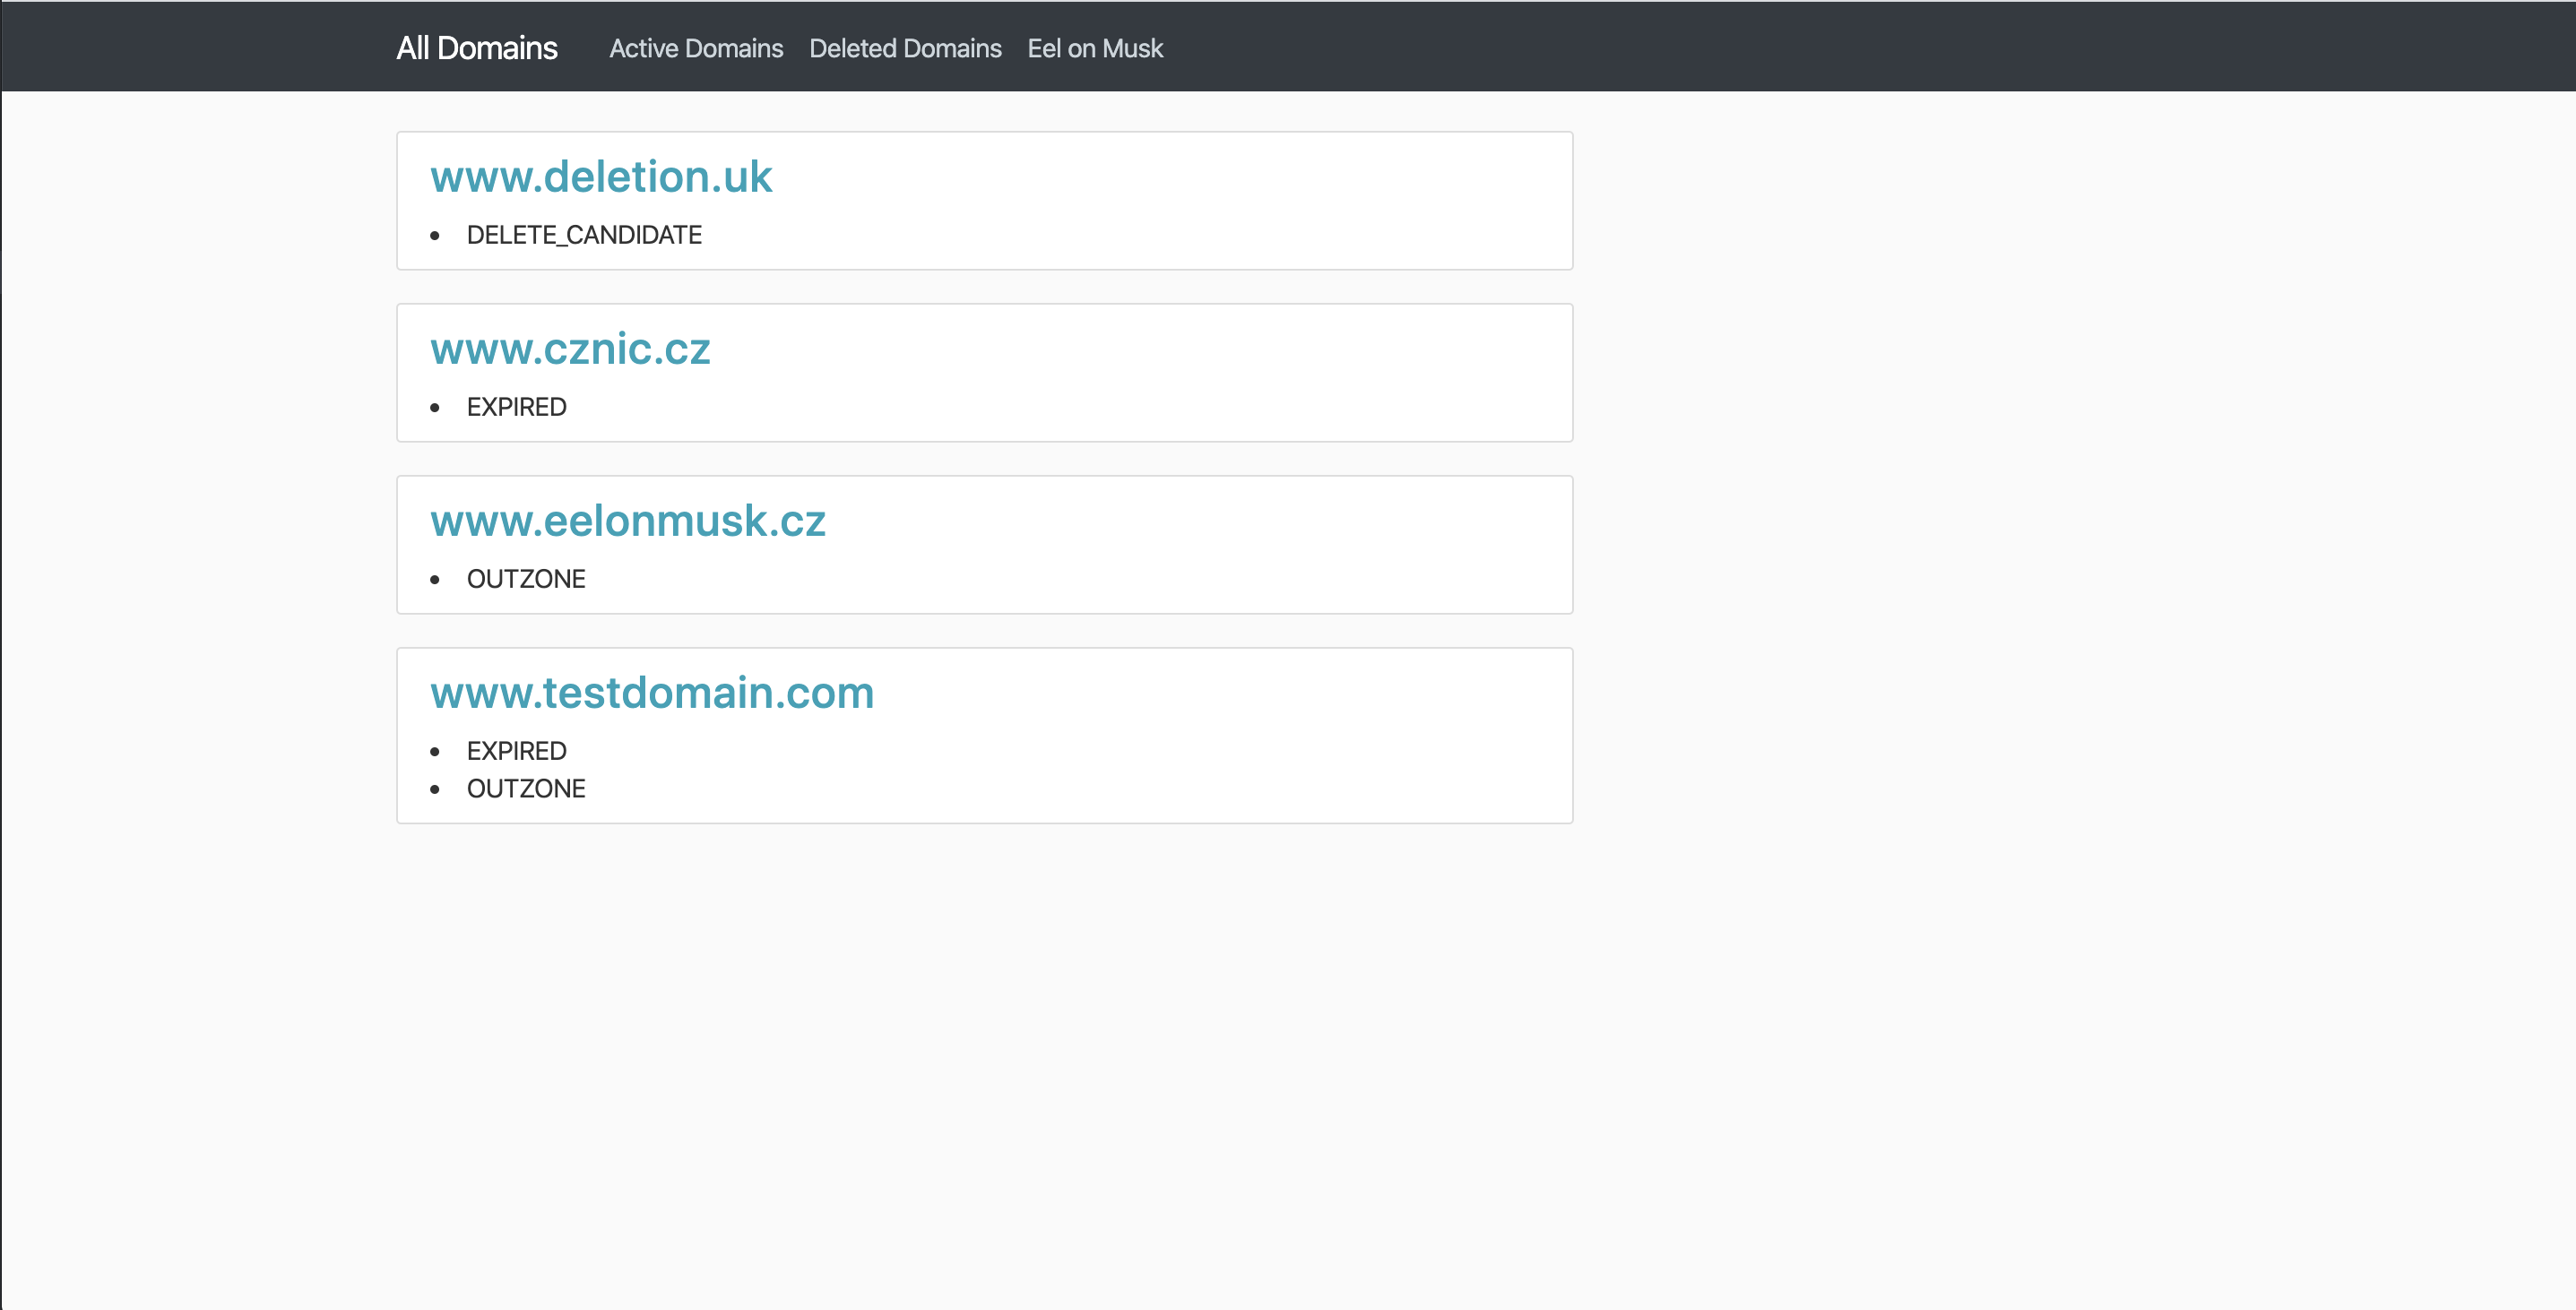 All Domains Active Domains Deleted Domains Eel on Musk
www.deletion.uk
DELETE_CANDIDATE
www.cznic.cz
EXPIRED
www.eelonmusk.cz
OUTZONE
www.testdomain.com
EXPIRED
OUTZONE